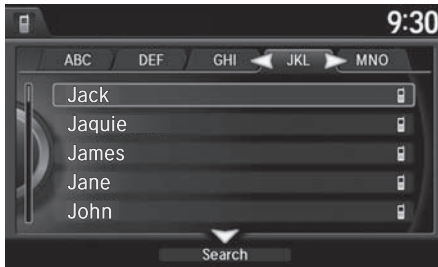 9:30
ABC DEF GHI JKL MNO
Jack
Jaquie
James
Jane
John
Search